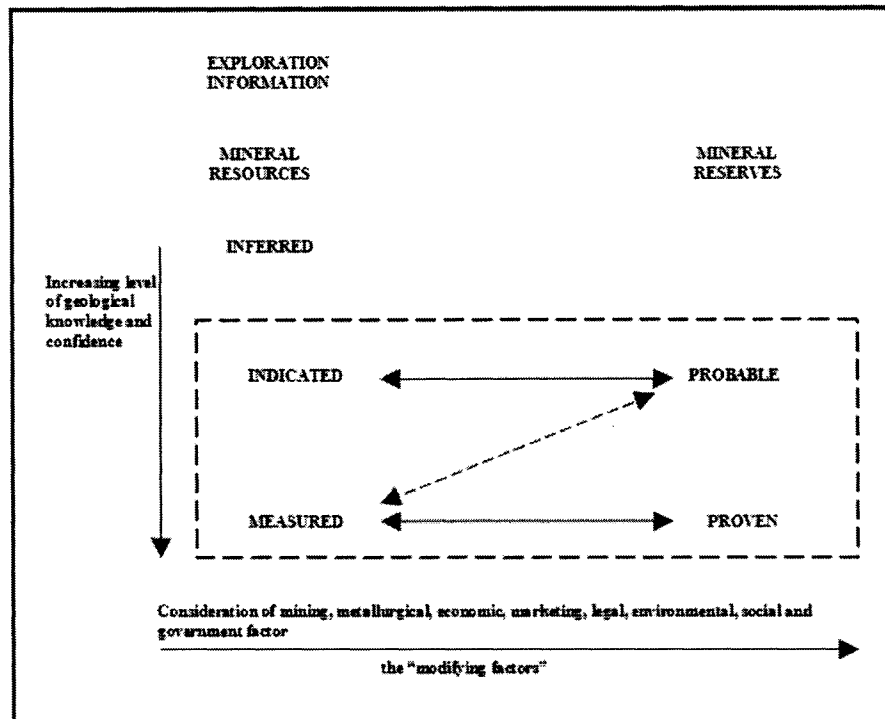 EXPLORATION
INFORMATION
MINERAL
RESOURCES
MINERAL
RESERVES
INFERRED
Increasing level
of geological
knowledge and
confidence
INDICATED
PROBABLE
MEASURED
PROVEN
Consideration of mining, metallurgical, economic, marketing, legal, environmental, social and
government factor
the "modifying factors"